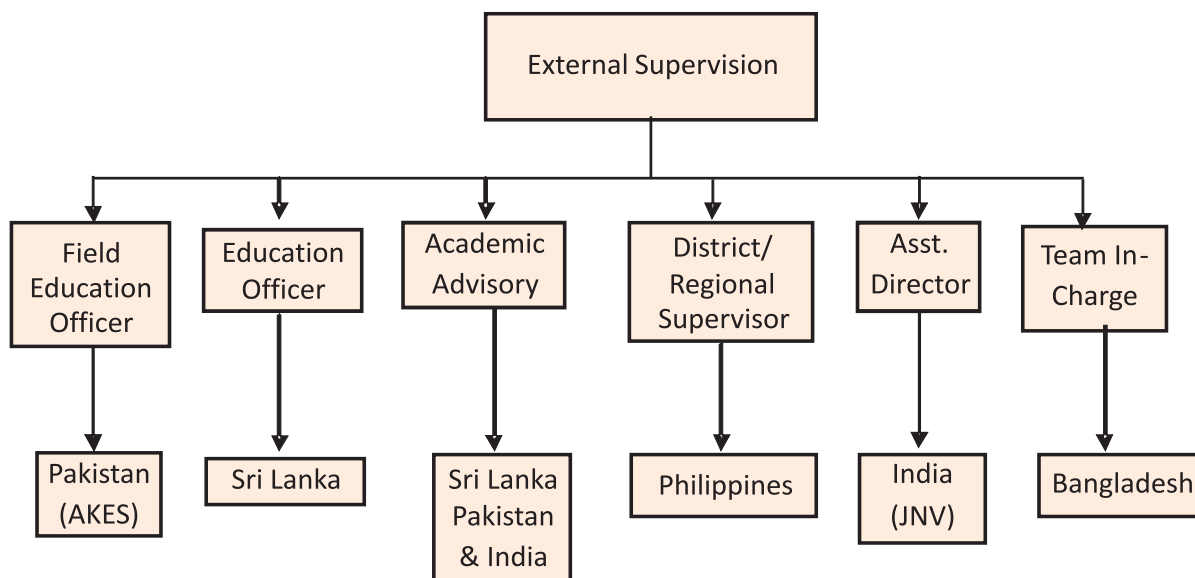 External Supervision
Field
Education
Officer
Education
Officer
Academic
Advisory
District/
Regional
Supervisor
Asst.
Director
Team In-
Charge
Pakistan
(AKES)
Sri Lanka
Sri Lanka
Pakistan
& India
Philippines
India
(JNV)
Bangladesh